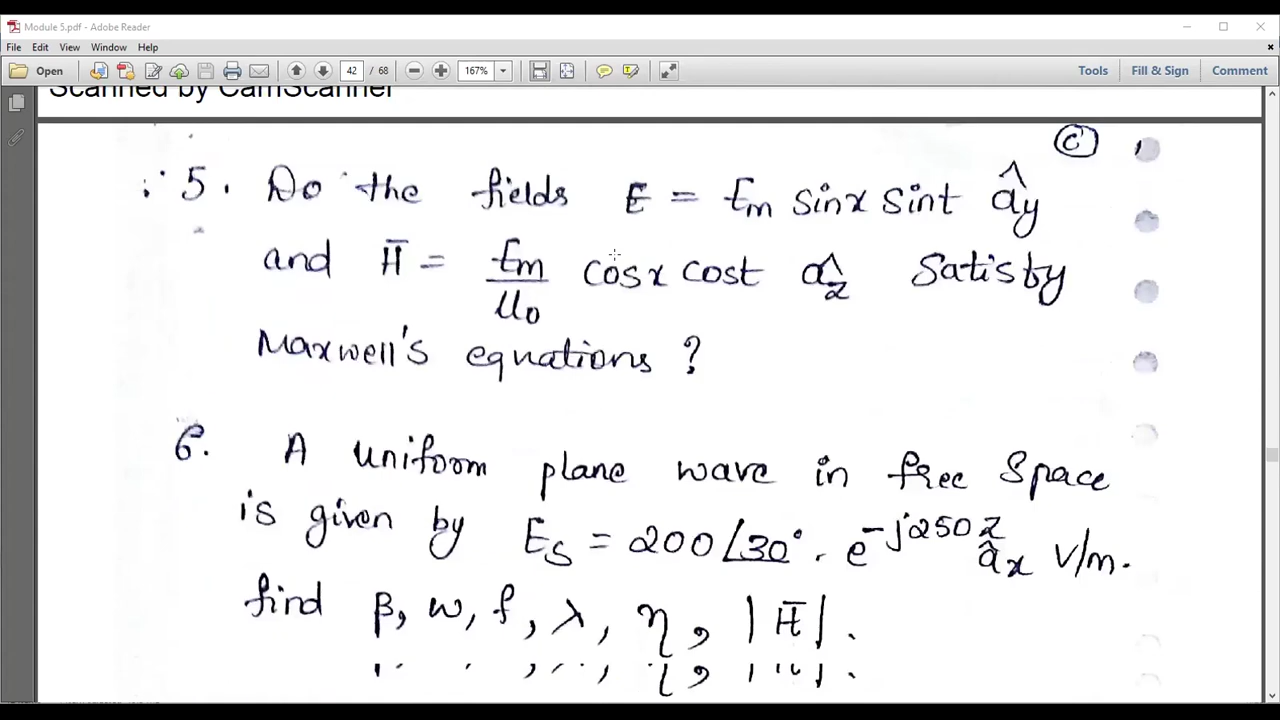 Module 5.pdf - Adobe Reader
File Edit View Window Help
Open 42 / 68 167% Tools Fill & Sign Comment
Scanned by CamScanner
C
5. Do the fields E = Em sinx sint ây
and H̄ = Em/μ0 cosx cost âz Satisby
Maxwell's equations ?
6. A uniform plane wave in free Space
is given by Es = 200∠30° . e^-j250z âx V/m.
find β, w, f, λ, η, |H̄|.